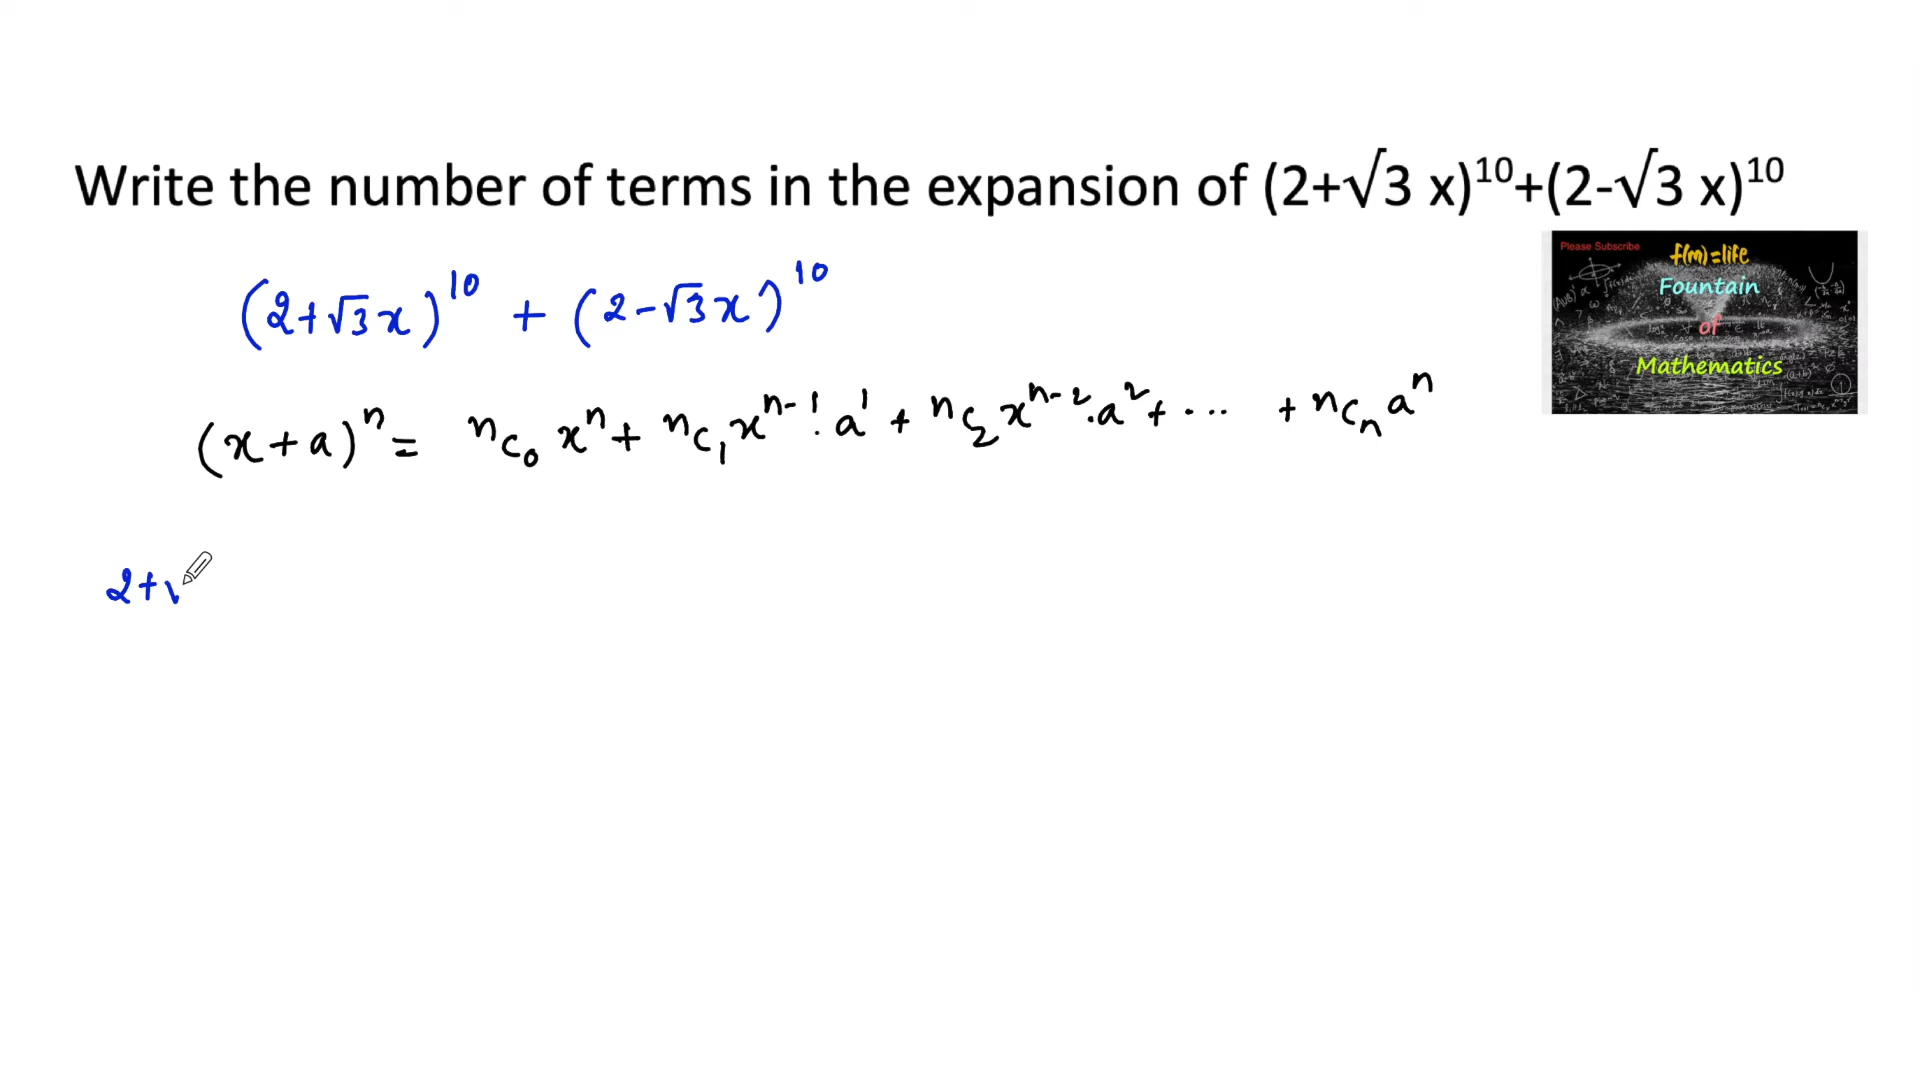 Write the number of terms in the expansion of (2+√3 x)¹⁰+(2-√3 x)¹⁰
Please Subscribe
f(m)=life
Fountain
of
Mathematics
(2+√3x)¹⁰ + (2-√3x)¹⁰
(x+a)ⁿ = ⁿC₀ xⁿ + ⁿC₁ xⁿ⁻¹. a¹ + ⁿC₂ xⁿ⁻².a² + ... + ⁿCₙ aⁿ
2+√